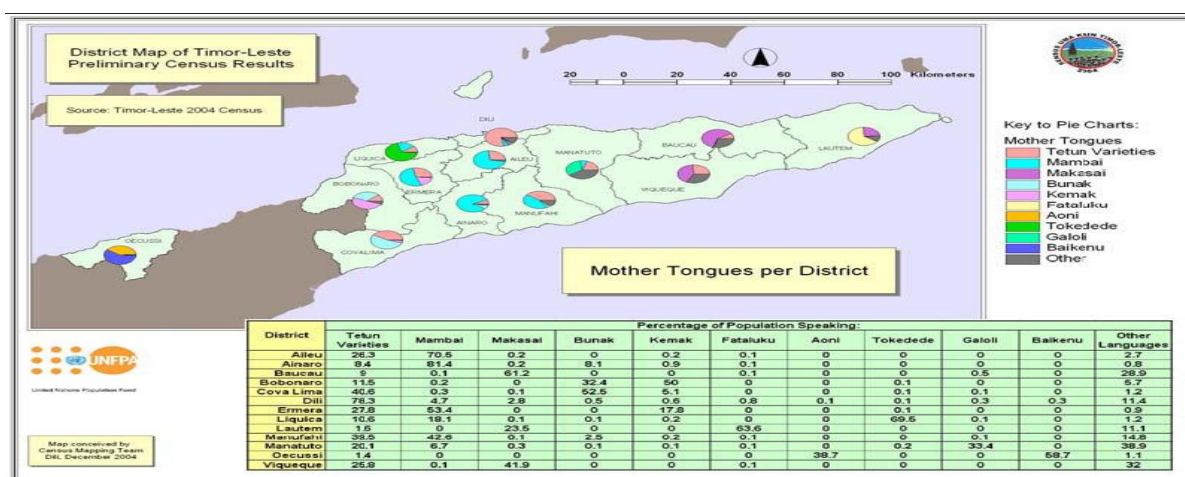 District Map of Timor-Leste
Preliminary Census Results
Source: Timor-Leste 2004 Census
20 0 20 40 60 80 100 Kilometers
DILI
LIQUICA
AILEU
MANATUTO
BAUCAU
LAUTEM
BOBONARO
ERMERA
VIQUEQUE
AINARO
MANUFAHI
OECUSSI
COVALIMA
Mother Tongues per District
CENSUS UMA KAIN TIMOR-LESTE
2004
Key to Pie Charts:
Mother Tongues
Tetun Varieties
Mambai
Makasai
Bunak
Kemak
Fataluku
Aoni
Tokedede
Galoli
Baikenu
Other
UNFPA
United Nations Population Fund
Map conceived by
Census Mapping Team
Dili, December 2004
District Percentage of Population Speaking:
Tetun Varieties Mambai Makasai Bunak Kemak Fataluku Aoni Tokedede Galoli Baikenu Other Languages
Aileu 26.3 70.5 0.2 0 0.2 0.1 0 0 0 0 2.7
Ainaro 8.4 81.4 0.2 8.1 0.9 0.1 0 0 0 0 0.8
Baucau 9 0.1 61.2 0 0 0.1 0 0 0.5 0 28.9
Bobonaro 11.5 0.2 0 32.4 50 0 0 0.1 0 0 5.7
Cova Lima 40.6 0.3 0.1 52.5 5.1 0 0 0.1 0.1 0 1.2
Dili 78.3 4.7 2.8 0.5 0.6 0.8 0.1 0.1 0.3 0.3 11.4
Ermera 27.8 53.4 0 0 17.8 0 0 0.1 0 0 0.9
Liquica 10.6 18.1 0.1 0.1 0.2 0 0 69.5 0.1 0 1.2
Lautem 1.5 0 23.5 0 0 63.6 0 0 0 0 11.1
Manufahi 39.5 42.6 0.1 2.5 0.2 0.1 0 0 0.1 0 14.8
Manatuto 20.1 6.7 0.3 0.1 0.1 0.1 0 0.2 33.4 0 38.9
Oecussi 1.4 0 0 0 0 0 38.7 0 0 58.7 1.1
Viqueque 25.8 0.1 41.9 0 0 0.1 0 0 0 0 32